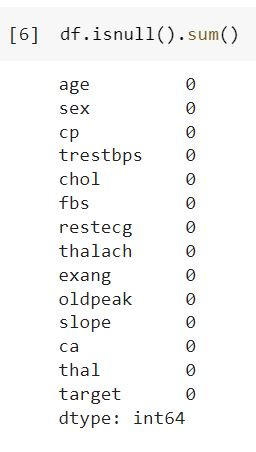 [6] df.isnull().sum()
age 0
sex 0
cp 0
trestbps 0
chol 0
fbs 0
restecg 0
thalach 0
exang 0
oldpeak 0
slope 0
ca 0
thal 0
target 0
dtype: int64